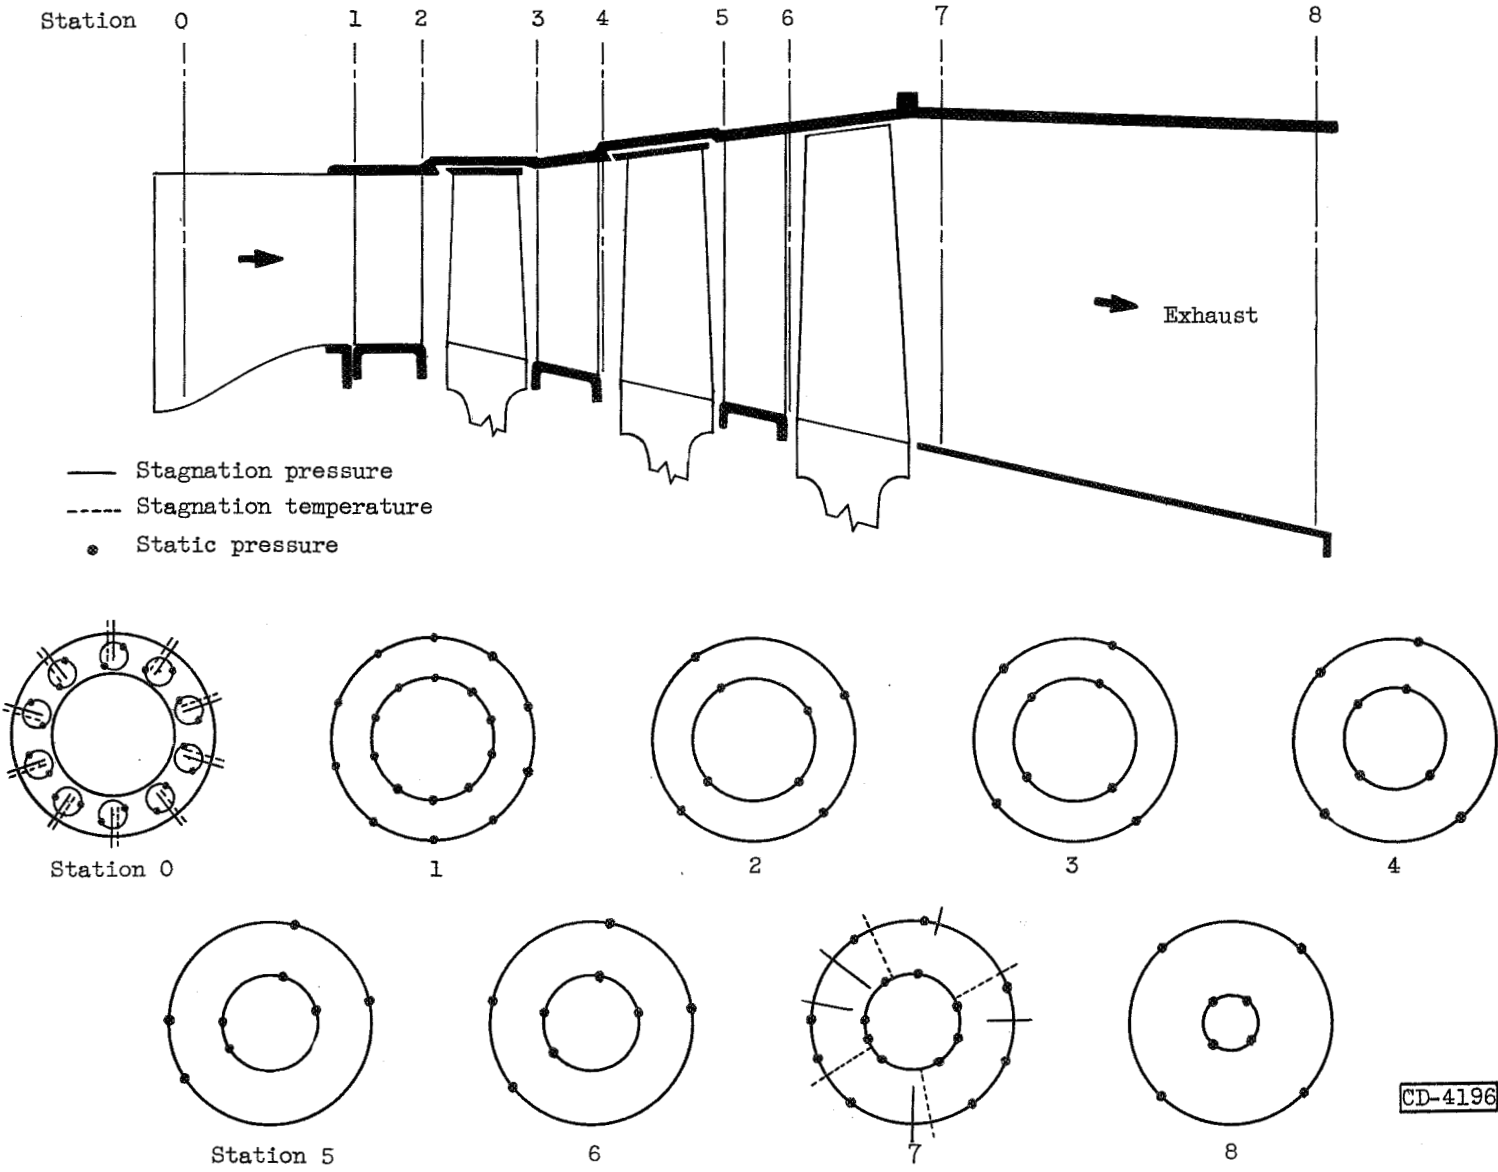 Station 0 1 2 3 4 5 6 7 8
Exhaust
Stagnation pressure
Stagnation temperature
Static pressure
Station 0 1 2 3 4
CD-4196
Station 5 6 7 8